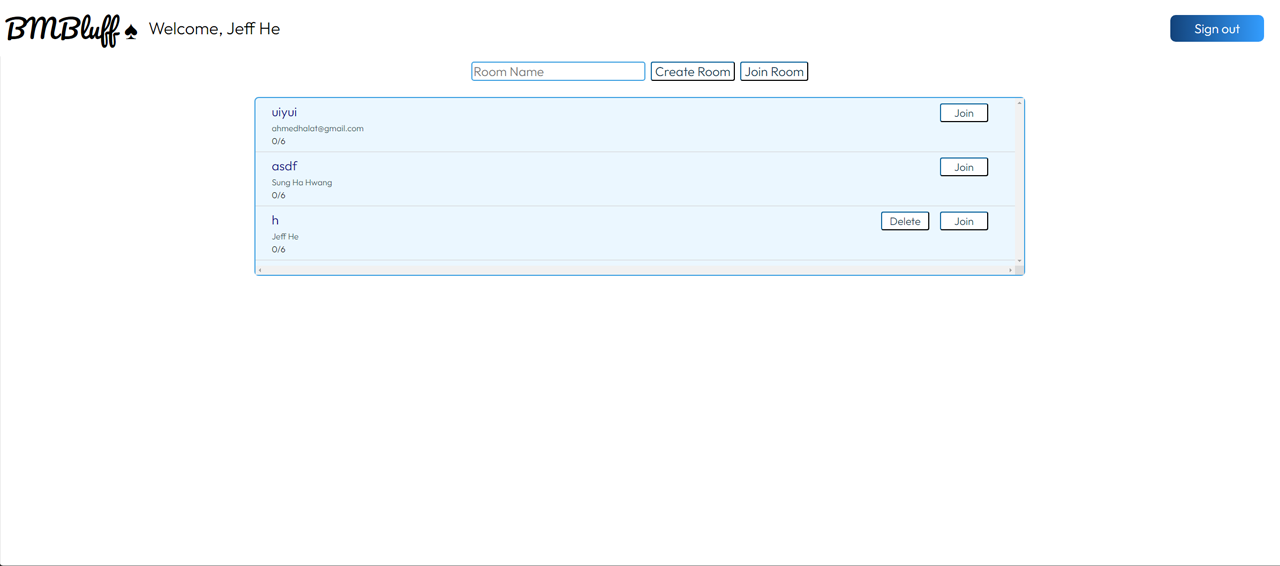 BMBluff♠ Welcome, Jeff He Sign out
Room Name Create Room Join Room
uiyui Join
ahmedhalat@gmail.com
0/6
asdf Join
Sung Ha Hwang
0/6
h Delete Join
Jeff He
0/6